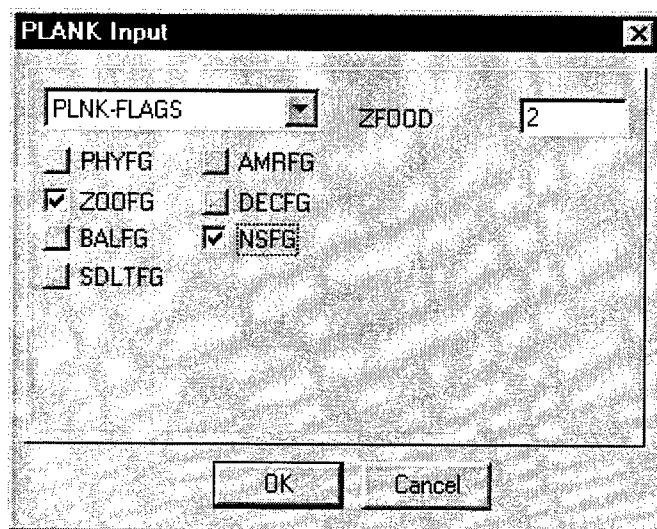 PLANK Input
PLNK-FLAGS
ZFOOD 2
PHYFG AMRFG
ZOOFG DECFG
BALFG NSFG
SDLTFG
OK Cancel